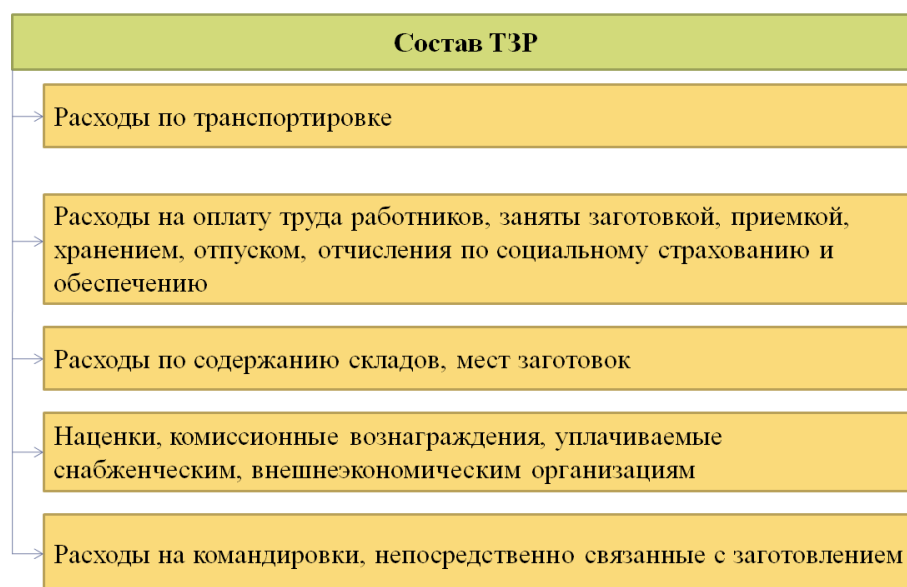 Состав ТЗР
Расходы по транспортировке
Расходы на оплату труда работников, заняты заготовкой, приемкой,
хранением, отпуском, отчисления по социальному страхованию и
обеспечению
Расходы по содержанию складов, мест заготовок
Наценки, комиссионные вознаграждения, уплачиваемые
снабженческим, внешнеэкономическим организациям
Расходы на командировки, непосредственно связанные с заготовлением